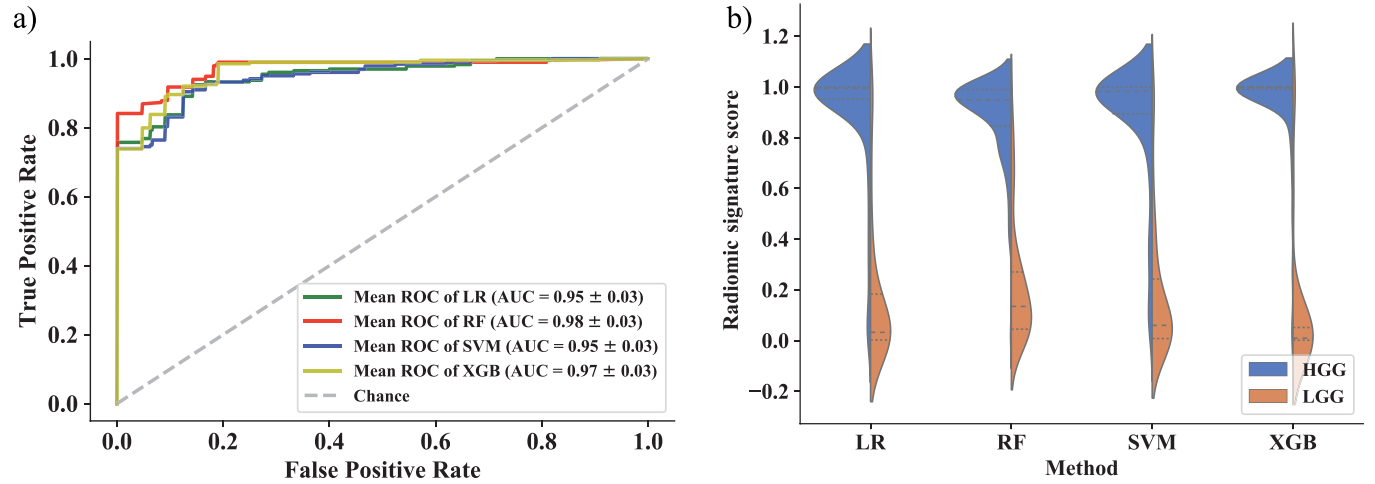 a)
True Positive Rate
1.0
0.8
0.6
0.4
0.2
0.0
Mean ROC of LR (AUC = 0.95 ± 0.03)
Mean ROC of RF (AUC = 0.98 ± 0.03)
Mean ROC of SVM (AUC = 0.95 ± 0.03)
Mean ROC of XGB (AUC = 0.97 ± 0.03)
Chance
0.0 0.2 0.4 0.6 0.8 1.0
False Positive Rate
b)
Radiomic signature score
1.2
1.0
0.8
0.6
0.4
0.2
0.0
−0.2
HGG
LGG
LR RF SVM XGB
Method